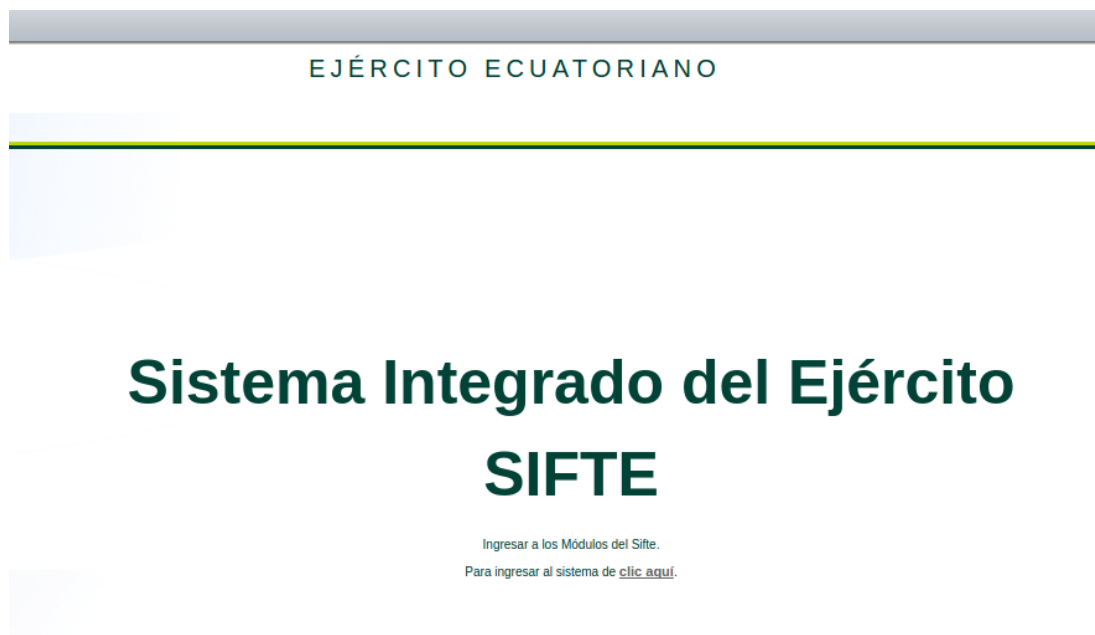 EJÉRCITO ECUATORIANO
Sistema Integrado del Ejército
SIFTE
Ingresar a los Módulos del Sifte.
Para ingresar al sistema de clic aquí.